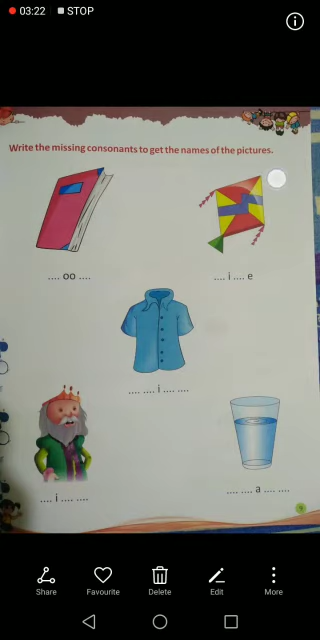 03:22 STOP
Write the missing consonants to get the names of the pictures.
.... oo ....
.... i .... e
.... .... i .... ....
.... i .... ....
.... .... a .... ....
Share Favourite Delete Edit More